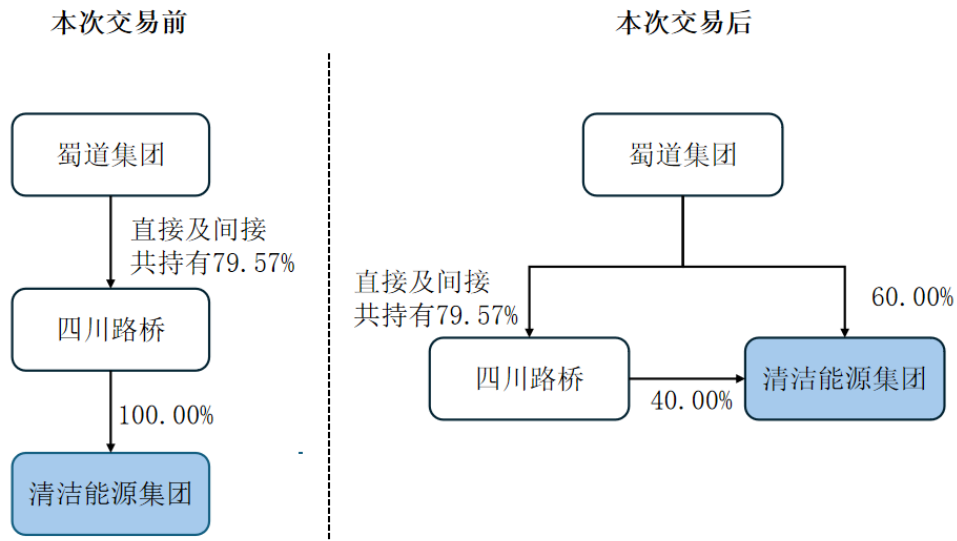 本次交易前
蜀道集团
直接及间接
共持有79.57%
四川路桥
100.00%
清洁能源集团
本次交易后
蜀道集团
直接及间接
共持有79.57%
60.00%
四川路桥
40.00%
清洁能源集团